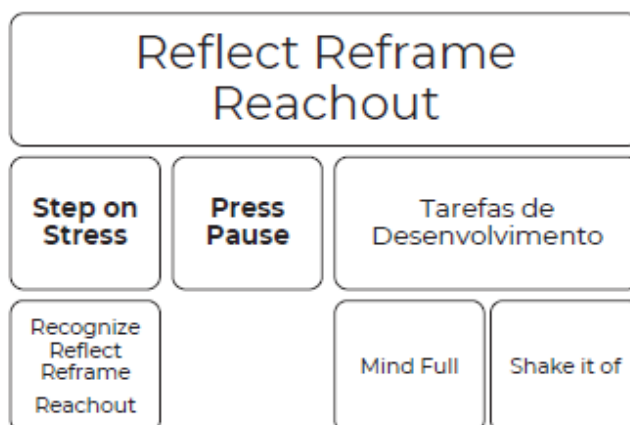 Reflect Reframe
Reachout
Step on
Stress
Press
Pause
Tarefas de
Desenvolvimento
Recognize
Reflect
Reframe
Reachout
Mind Full
Shake it of